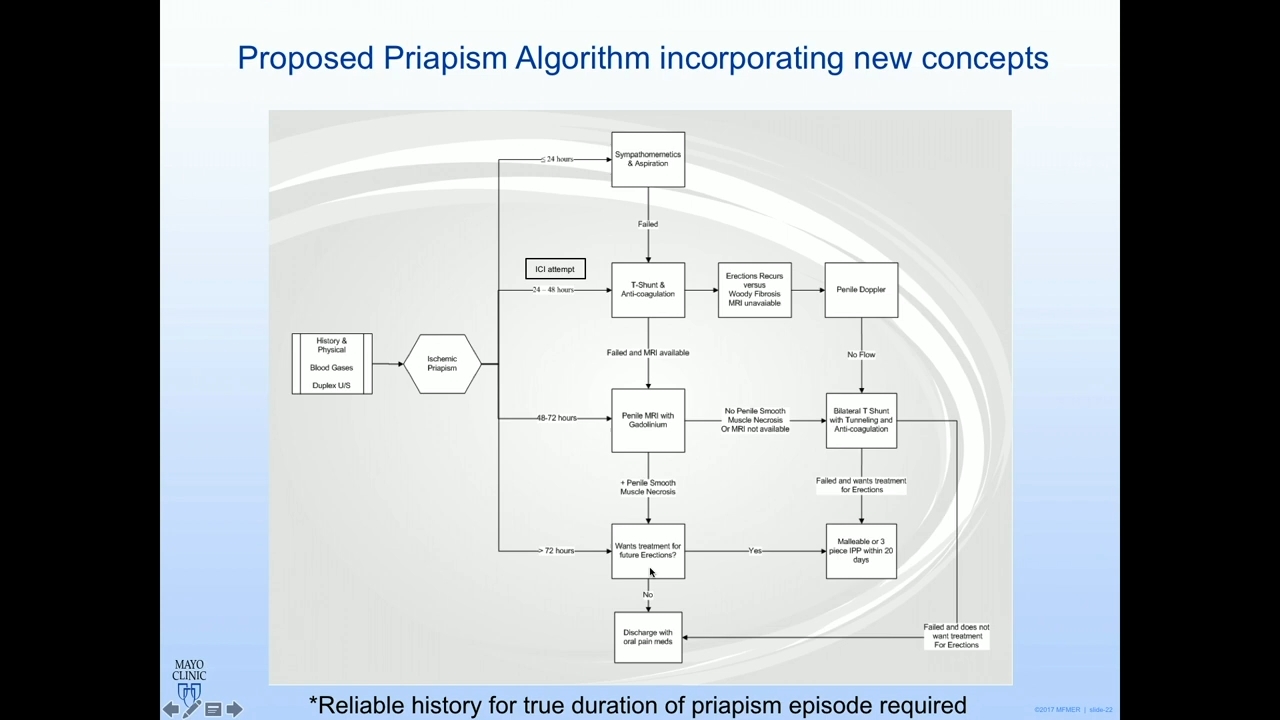 Proposed Priapism Algorithm incorporating new concepts
≤ 24 hours
Sympathomemetics
& Aspiration
Failed
ICI attempt
24 – 48 hours
T-Shunt &
Anti-coagulation
Erections Recurs
versus
Woody Fibrosis
MRI unavaiable
Penile Doppler
History &
Physical
Blood Gases
Duplex U/S
Ischemic
Priapism
Failed and MRI available
No Flow
48-72 hours
Penile MRI with
Gadolinium
No Penile Smooth
Muscle Necrosis
Or MRI not available
Bilateral T Shunt
with Tunneling and
Anti-coagulation
+ Penile Smooth
Muscle Necrosis
Failed and wants treatment
for Erections
> 72 hours
Wants treatment for
future Erections?
Yes
Malleable or 3
piece IPP within 20
days
No
Discharge with
oral pain meds
Failed and does not
want treatment
For Erections
MAYO
CLINIC
*Reliable history for true duration of priapism episode required
©2017 MFMER | slide-22